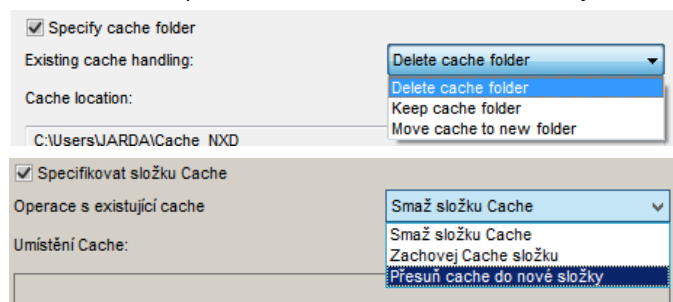 Specify cache folder
Existing cache handling:
Delete cache folder
Delete cache folder
Keep cache folder
Move cache to new folder
Cache location:
C:\Users\JARDA\Cache_NXD
Specifikovat složku Cache
Operace s existující cache
Smaž složku Cache
Smaž složku Cache
Zachovej Cache složku
Přesuň cache do nové složky
Umístění Cache: